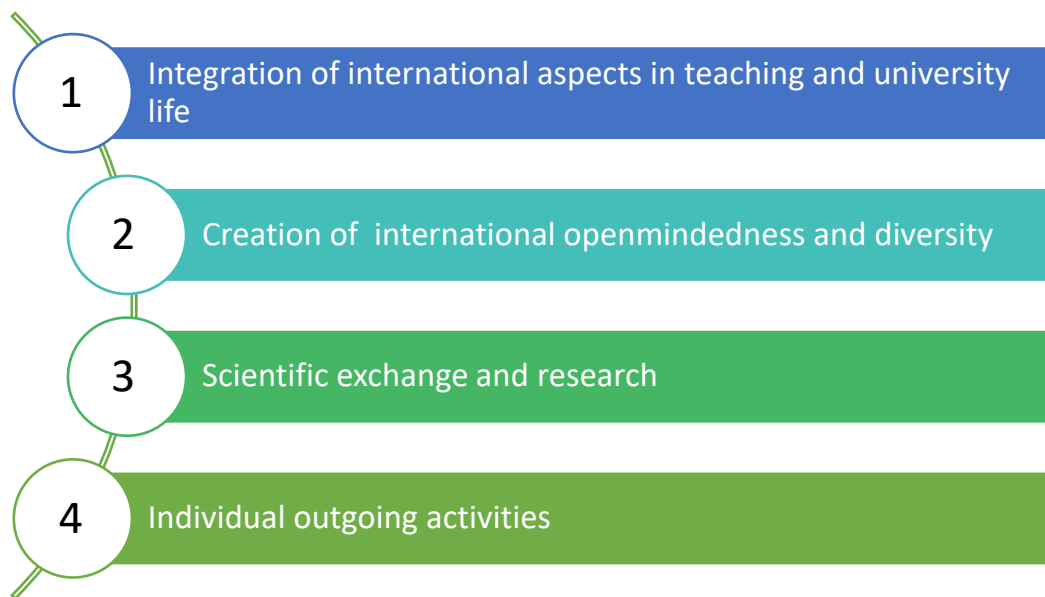 1
Integration of international aspects in teaching and university
life
2
Creation of  international openmindedness and diversity
3
Scientific exchange and research
4
Individual outgoing activities